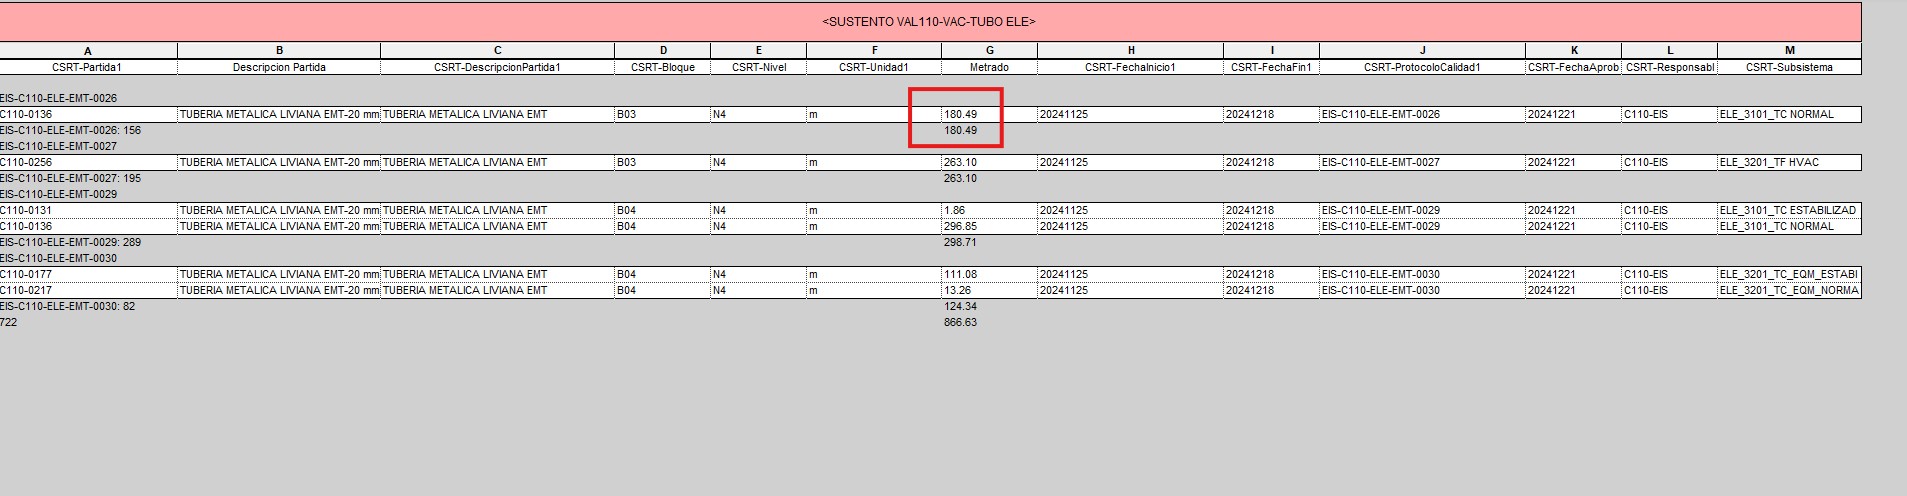 <SUSTENTO VAL110-VAC-TUBO ELE>
A B C D E F G H I J K L M
CSRT-Partida1 Descripcion Partida CSRT-DescripcionPartida1 CSRT-Bloque CSRT-Nivel CSRT-Unidad1 Metrado CSRT-FechaInicio1 CSRT-FechaFin1 CSRT-ProtocoloCalidad1 CSRT-FechaAprob CSRT-Responsabl CSRT-Subsistema
EIS-C110-ELE-EMT-0026
C110-0136 TUBERIA METALICA LIVIANA EMT-20 mm TUBERIA METALICA LIVIANA EMT B03 N4 m 180.49 20241125 20241218 EIS-C110-ELE-EMT-0026 20241221 C110-EIS ELE_3101_TC NORMAL
EIS-C110-ELE-EMT-0026: 156 180.49
EIS-C110-ELE-EMT-0027
C110-0256 TUBERIA METALICA LIVIANA EMT-20 mm TUBERIA METALICA LIVIANA EMT B03 N4 m 263.10 20241125 20241218 EIS-C110-ELE-EMT-0027 20241221 C110-EIS ELE_3201_TF HVAC
EIS-C110-ELE-EMT-0027: 195 263.10
EIS-C110-ELE-EMT-0029
C110-0131 TUBERIA METALICA LIVIANA EMT-20 mm TUBERIA METALICA LIVIANA EMT B04 N4 m 1.86 20241125 20241218 EIS-C110-ELE-EMT-0029 20241221 C110-EIS ELE_3101_TC ESTABILIZAD
C110-0136 TUBERIA METALICA LIVIANA EMT-20 mm TUBERIA METALICA LIVIANA EMT B04 N4 m 296.85 20241125 20241218 EIS-C110-ELE-EMT-0029 20241221 C110-EIS ELE_3101_TC NORMAL
EIS-C110-ELE-EMT-0029: 289 298.71
EIS-C110-ELE-EMT-0030
C110-0177 TUBERIA METALICA LIVIANA EMT-20 mm TUBERIA METALICA LIVIANA EMT B04 N4 m 111.08 20241125 20241218 EIS-C110-ELE-EMT-0030 20241221 C110-EIS ELE_3201_TC_EQM_ESTABI
C110-0217 TUBERIA METALICA LIVIANA EMT-20 mm TUBERIA METALICA LIVIANA EMT B04 N4 m 13.26 20241125 20241218 EIS-C110-ELE-EMT-0030 20241221 C110-EIS ELE_3201_TC_EQM_NORMA
EIS-C110-ELE-EMT-0030: 82 124.34
722 866.63